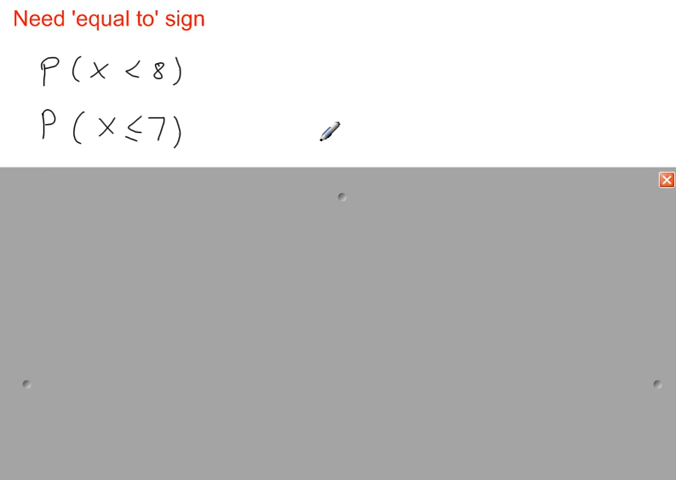 Need 'equal to' sign
P(x < 8)
P(x ≤ 7)